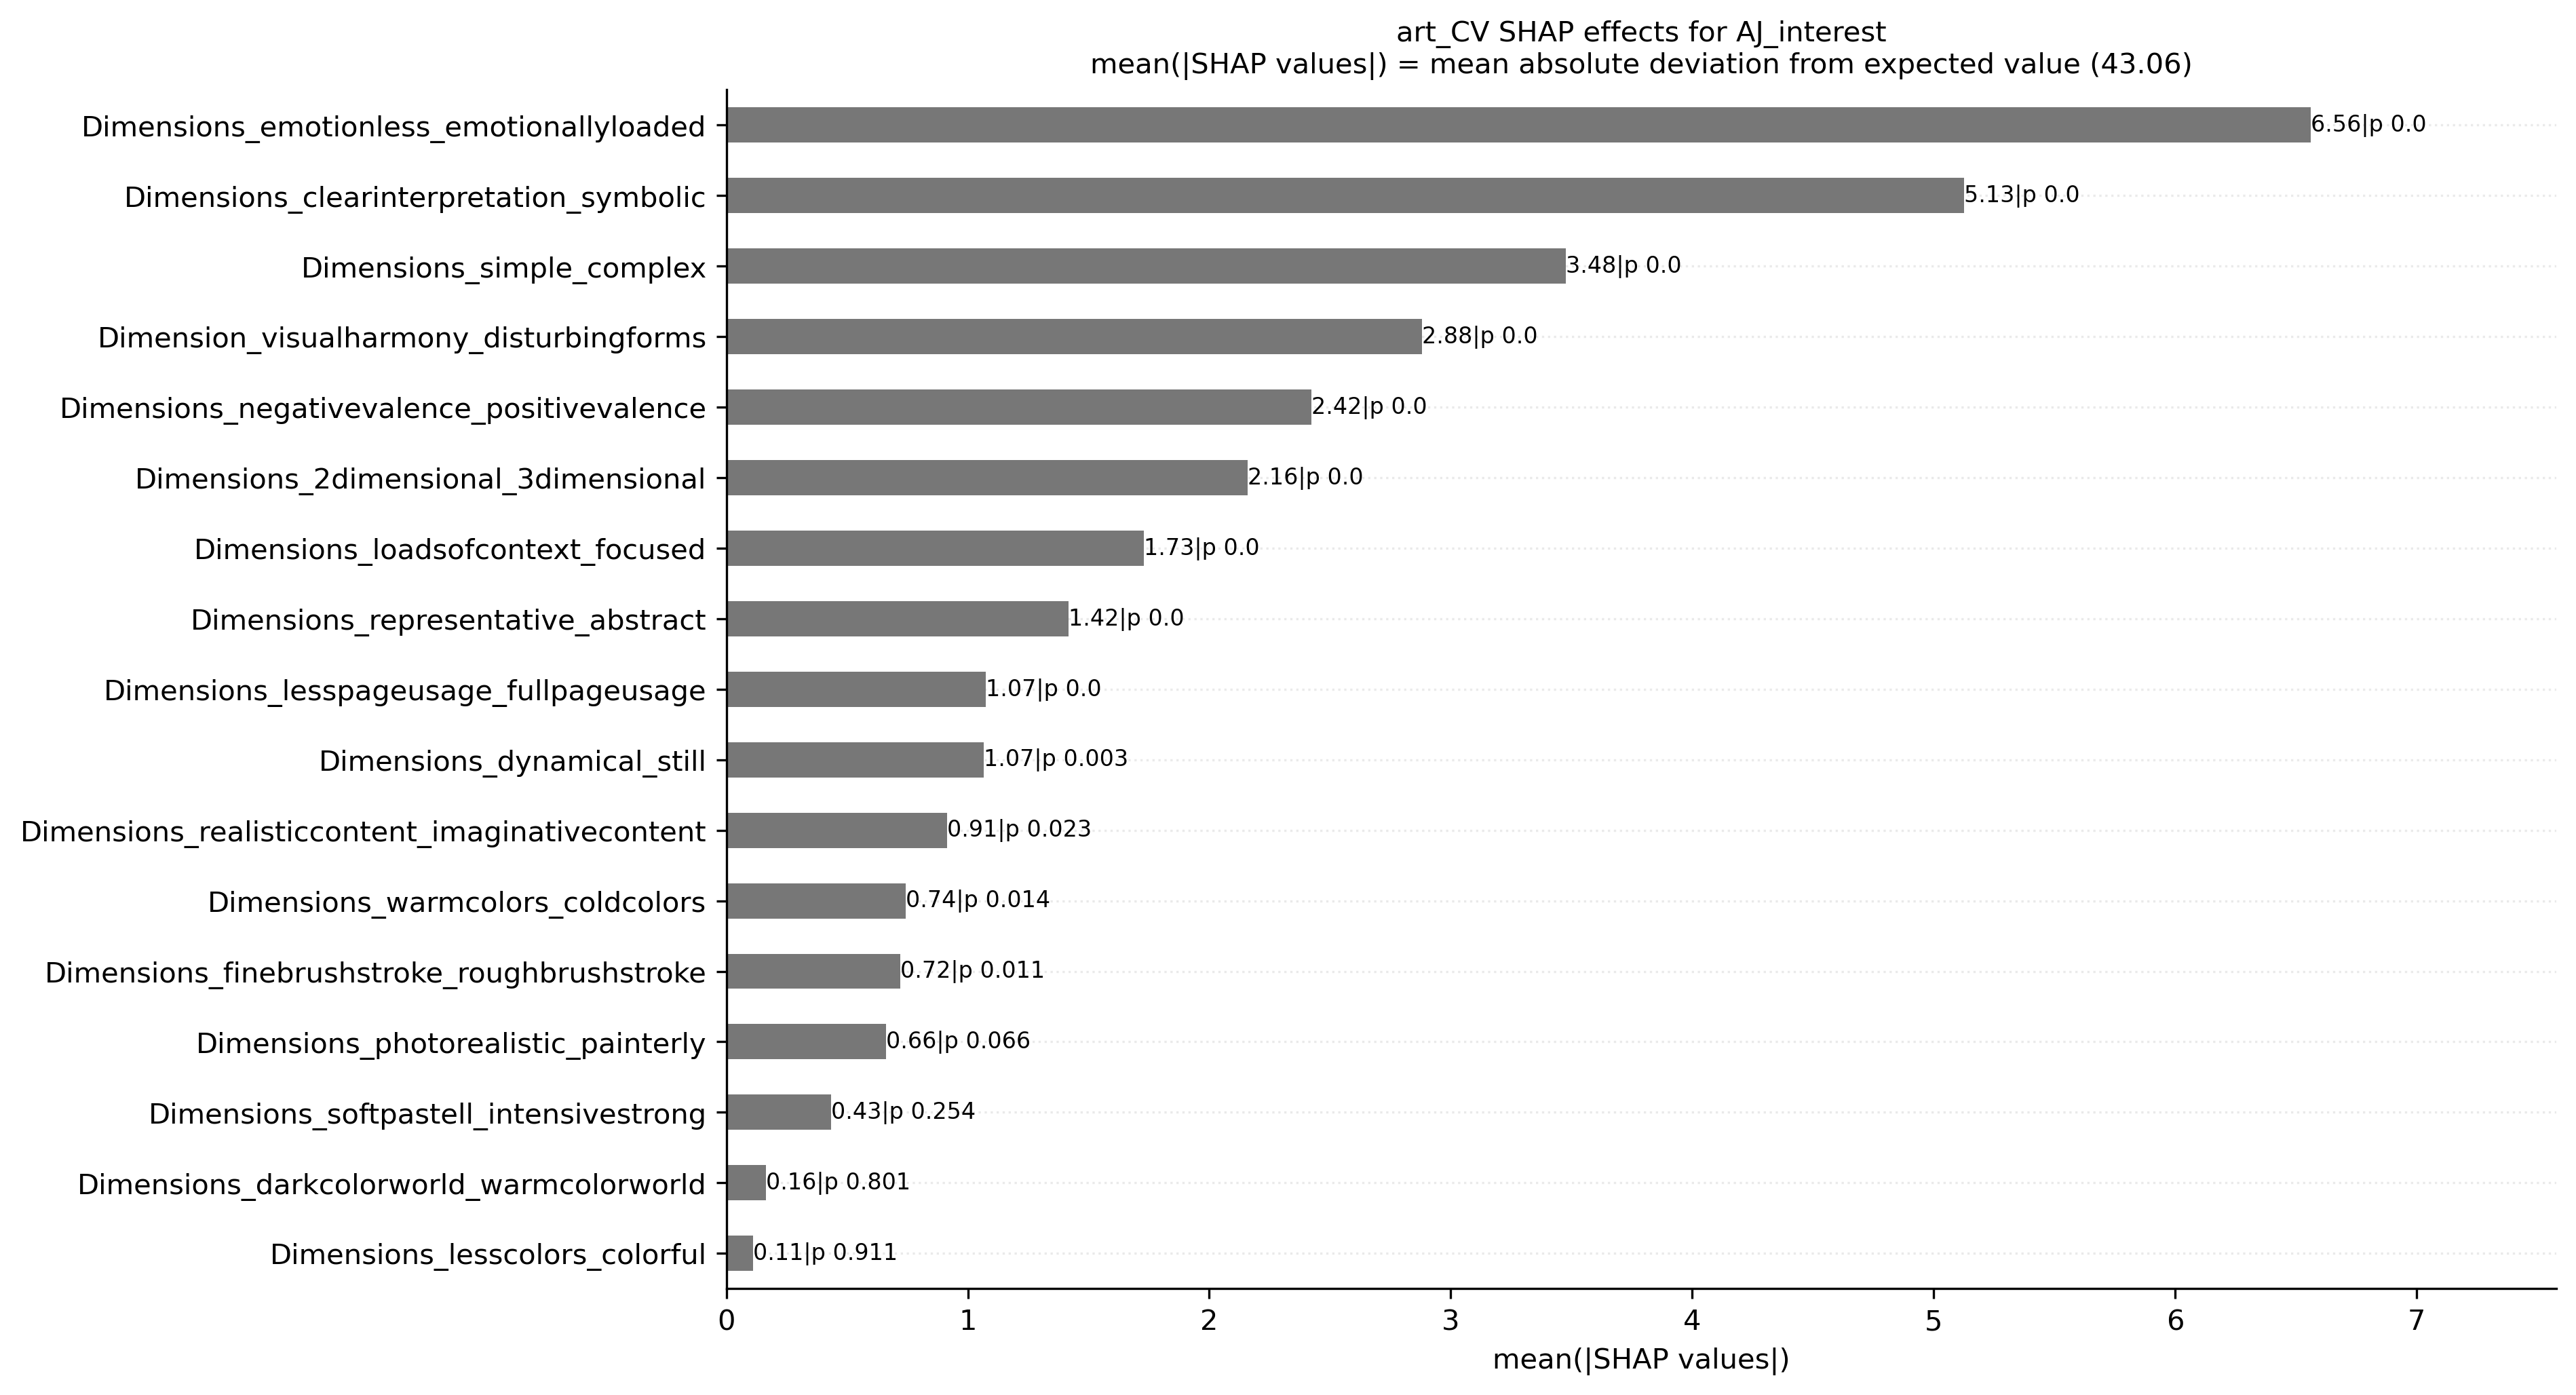 art_CV SHAP effects for AJ_interest
mean(|SHAP values|) = mean absolute deviation from expected value (43.06)
Dimensions_emotionless_emotionallyloaded 6.56|p 0.0
Dimensions_clearinterpretation_symbolic 5.13|p 0.0
Dimensions_simple_complex 3.48|p 0.0
Dimension_visualharmony_disturbingforms 2.88|p 0.0
Dimensions_negativevalence_positivevalence 2.42|p 0.0
Dimensions_2dimensional_3dimensional 2.16|p 0.0
Dimensions_loadsofcontext_focused 1.73|p 0.0
Dimensions_representative_abstract 1.42|p 0.0
Dimensions_lesspageusage_fullpageusage 1.07|p 0.0
Dimensions_dynamical_still 1.07|p 0.003
Dimensions_realisticcontent_imaginativecontent 0.91|p 0.023
Dimensions_warmcolors_coldcolors 0.74|p 0.014
Dimensions_finebrushstroke_roughbrushstroke 0.72|p 0.011
Dimensions_photorealistic_painterly 0.66|p 0.066
Dimensions_softpastell_intensivestrong 0.43|p 0.254
Dimensions_darkcolorworld_warmcolorworld 0.16|p 0.801
Dimensions_lesscolors_colorful 0.11|p 0.911
0 1 2 3 4 5 6 7
mean(|SHAP values|)